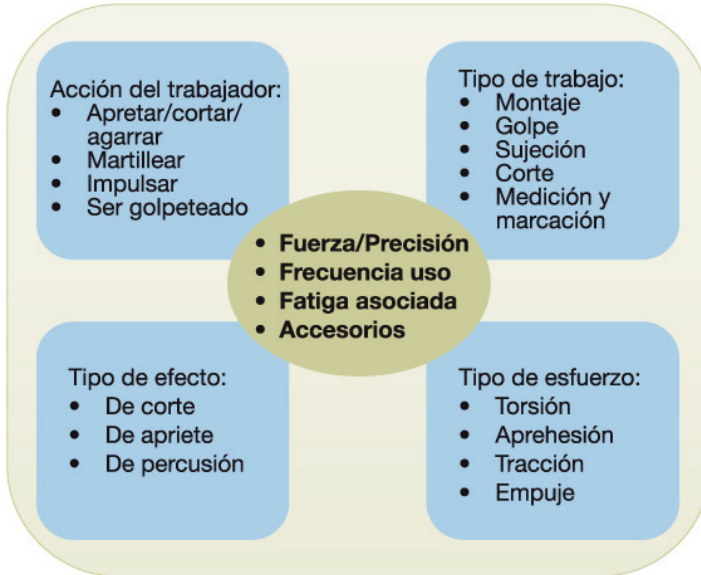 Acción del trabajador:
• Apretar/cortar/
agarrar
• Martillear
• Impulsar
• Ser golpeteado
Tipo de trabajo:
• Montaje
• Golpe
• Sujeción
• Corte
• Medición y
marcación
• Fuerza/Precisión
• Frecuencia uso
• Fatiga asociada
• Accesorios
Tipo de efecto:
• De corte
• De apriete
• De percusión
Tipo de esfuerzo:
• Torsión
• Aprehesión
• Tracción
• Empuje